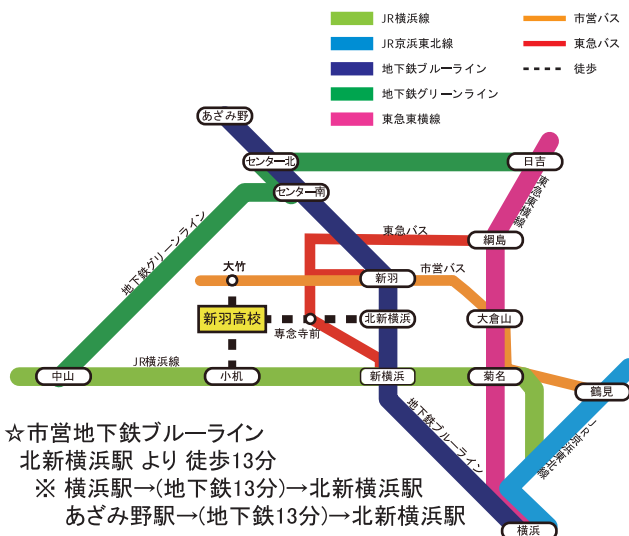 JR横浜線
JR京浜東北線
地下鉄ブルーライン
地下鉄グリーンライン
東急東横線
市営バス
東急バス
徒歩
あざみ野
センター北
日吉
センター南
東急東横線
地下鉄グリーンライン
東急バス
綱島
大竹
新羽
市営バス
新羽高校
専念寺前
北新横浜
大倉山
JR横浜線
中山
小机
新横浜
菊名
鶴見
地下鉄ブルーライン
JR京浜東北線
横浜
☆市営地下鉄ブルーライン
北新横浜駅 より 徒歩13分
※ 横浜駅→(地下鉄13分)→北新横浜駅
あざみ野駅→(地下鉄13分)→北新横浜駅